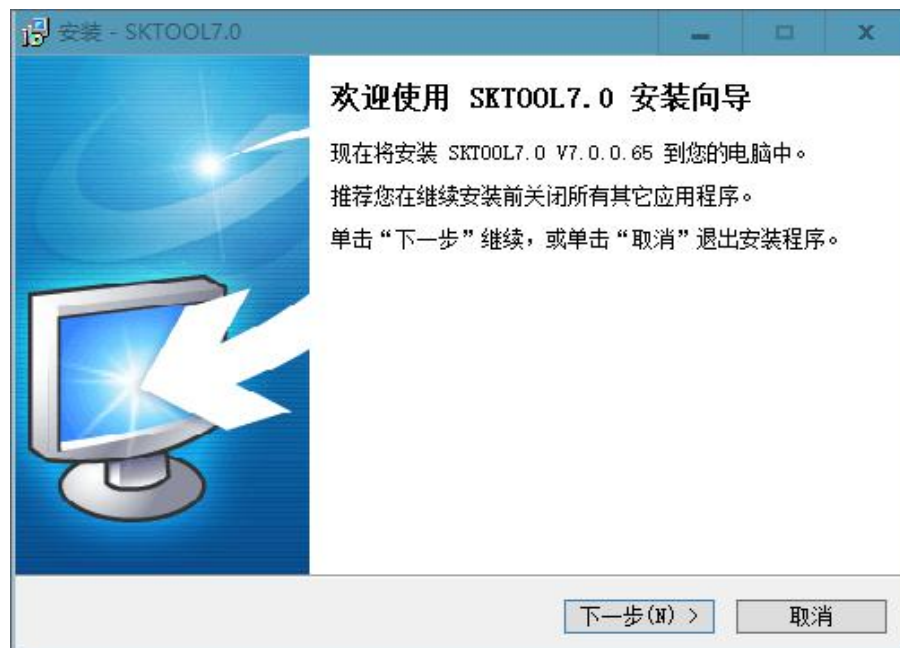 安装 - SKTOOL7.0
欢迎使用 SKTOOL7.0 安装向导
现在将安装 SKTOOL7.0 V7.0.0.65 到您的电脑中。
推荐您在继续安装前关闭所有其它应用程序。
单击“下一步”继续，或单击“取消”退出安装程序。
下一步(N) >
取消